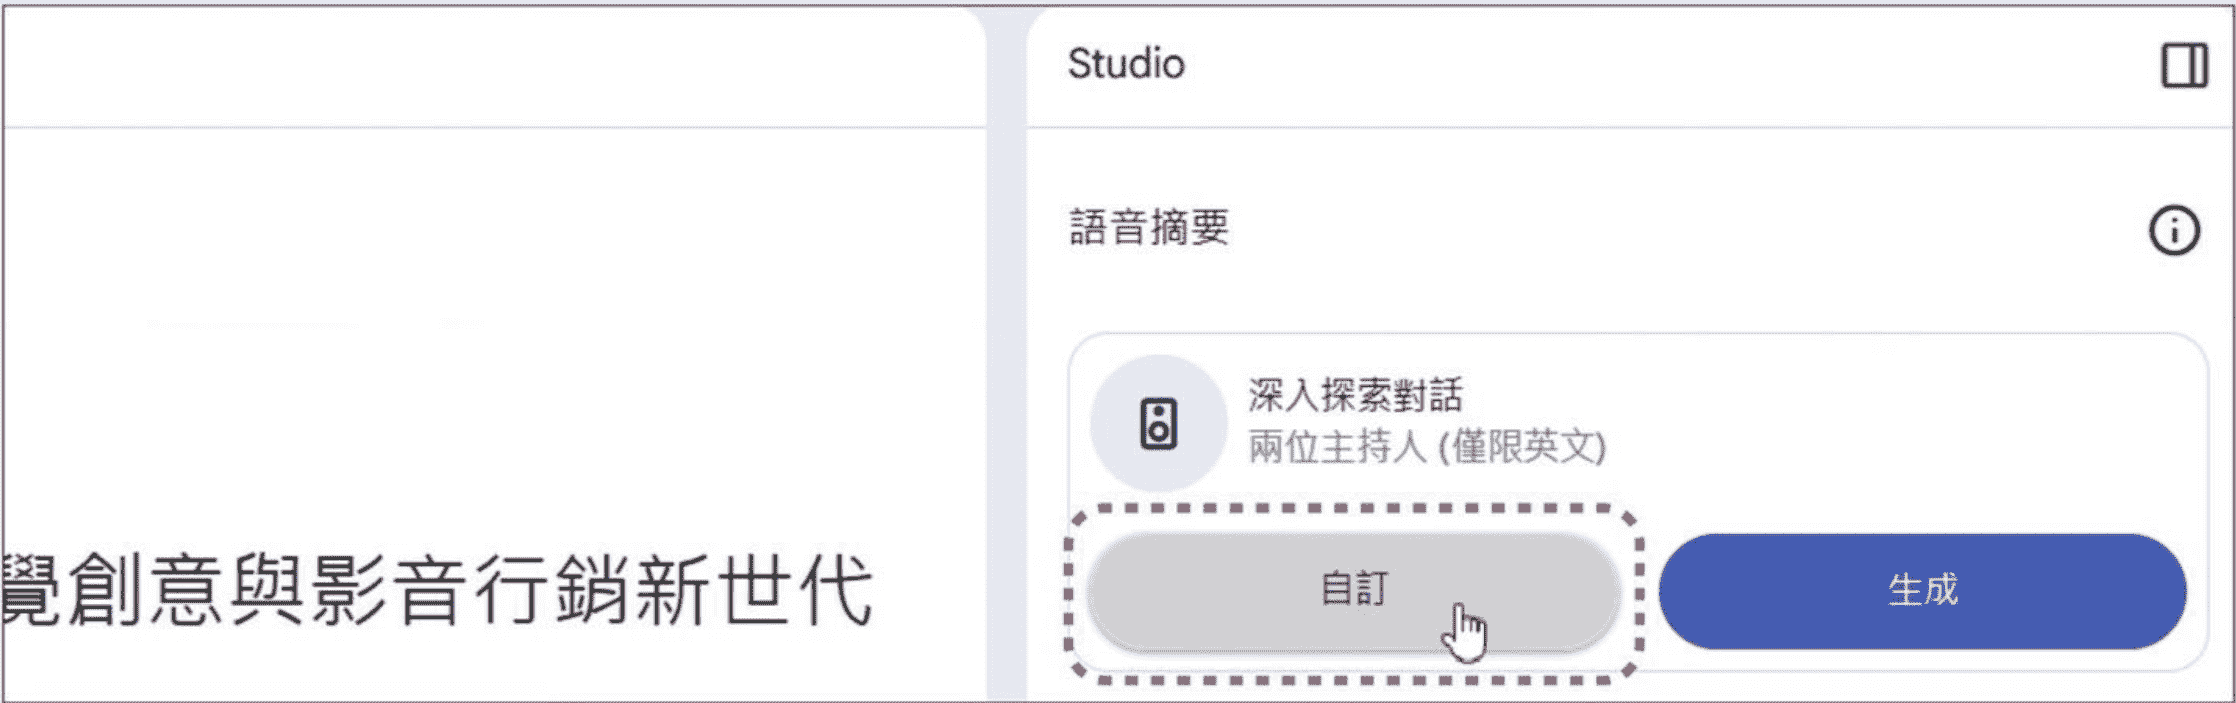 Studio
語音摘要
深入探索對話
兩位主持人 (僅限英文)
自訂
生成
覺創意與影音行銷新世代